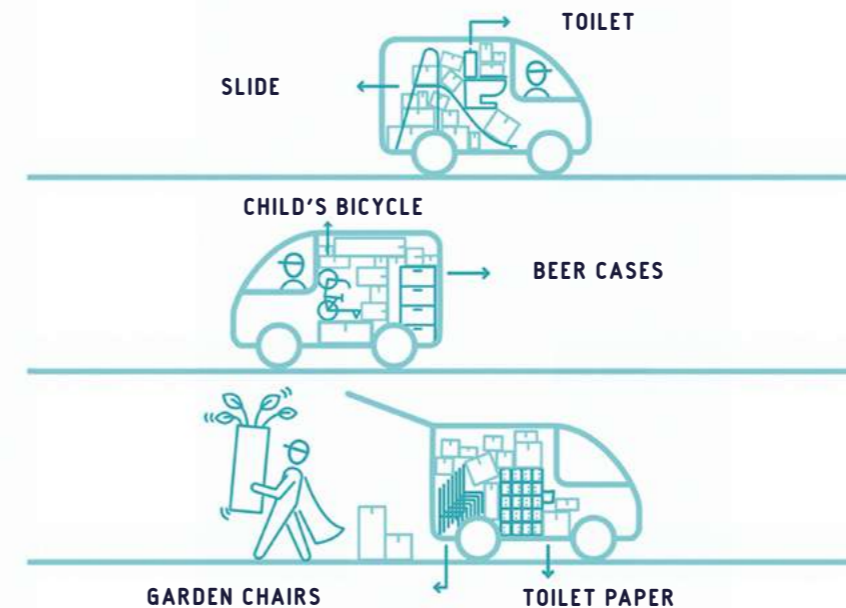 TOILET
SLIDE
CHILD'S BICYCLE
BEER CASES
GARDEN CHAIRS
TOILET PAPER